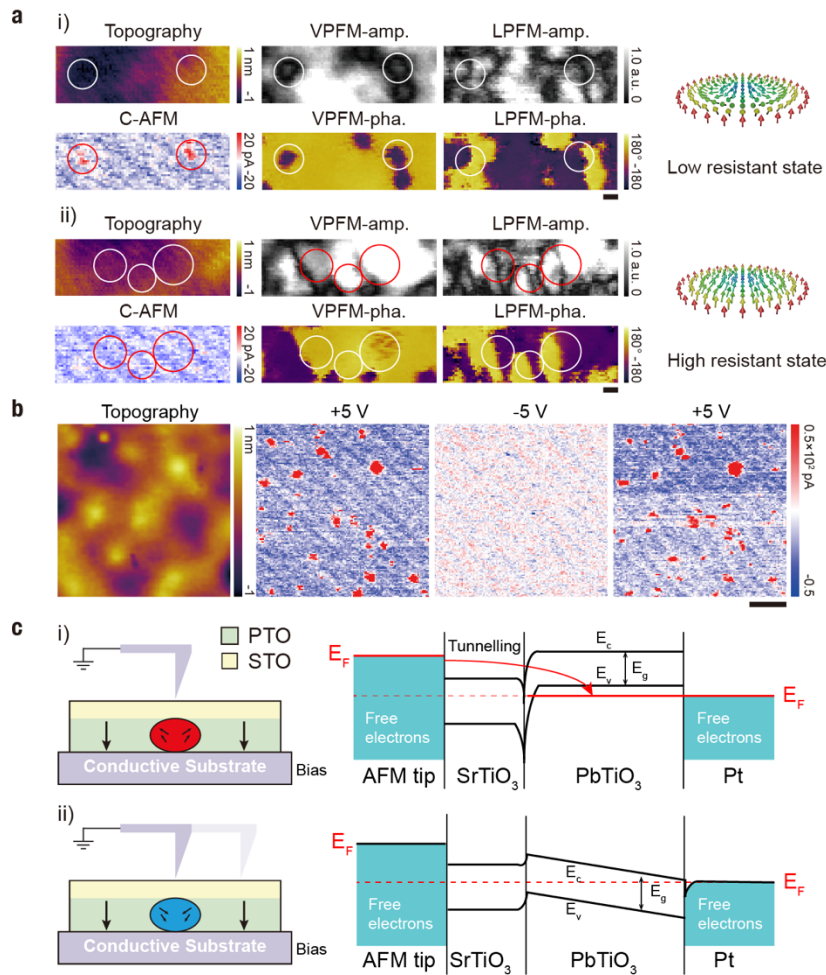 a
i)
Topography
VPFM-amp.
LPFM-amp.
1 nm
-1
1.0 a.u. 0
C-AFM
VPFM-pha.
LPFM-pha.
20 pA -20
180° -180
Low resistant state
ii)
Topography
VPFM-amp.
LPFM-amp.
1 nm
-1
1.0 a.u. 0
C-AFM
VPFM-pha.
LPFM-pha.
20 pA -20
180° -180
High resistant state
b
Topography
+5 V
-5 V
+5 V
1 nm
-1
0.5×10² pA
-0.5
c
i)
PTO
STO
Conductive Substrate
Bias
E_F
Tunnelling
E_c
E_v
E_g
E_F
Free electrons
Free electrons
AFM tip
SrTiO₃
PbTiO₃
Pt
ii)
Conductive Substrate
Bias
E_F
E_c
E_v
E_g
E_F
Free electrons
Free electrons
AFM tip
SrTiO₃
PbTiO₃
Pt